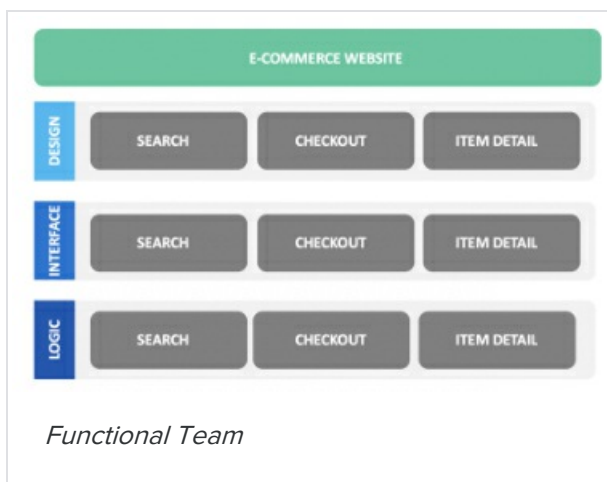 E-COMMERCE WEBSITE
DESIGN
SEARCH CHECKOUT ITEM DETAIL
INTERFACE
SEARCH CHECKOUT ITEM DETAIL
LOGIC
SEARCH CHECKOUT ITEM DETAIL
Functional Team